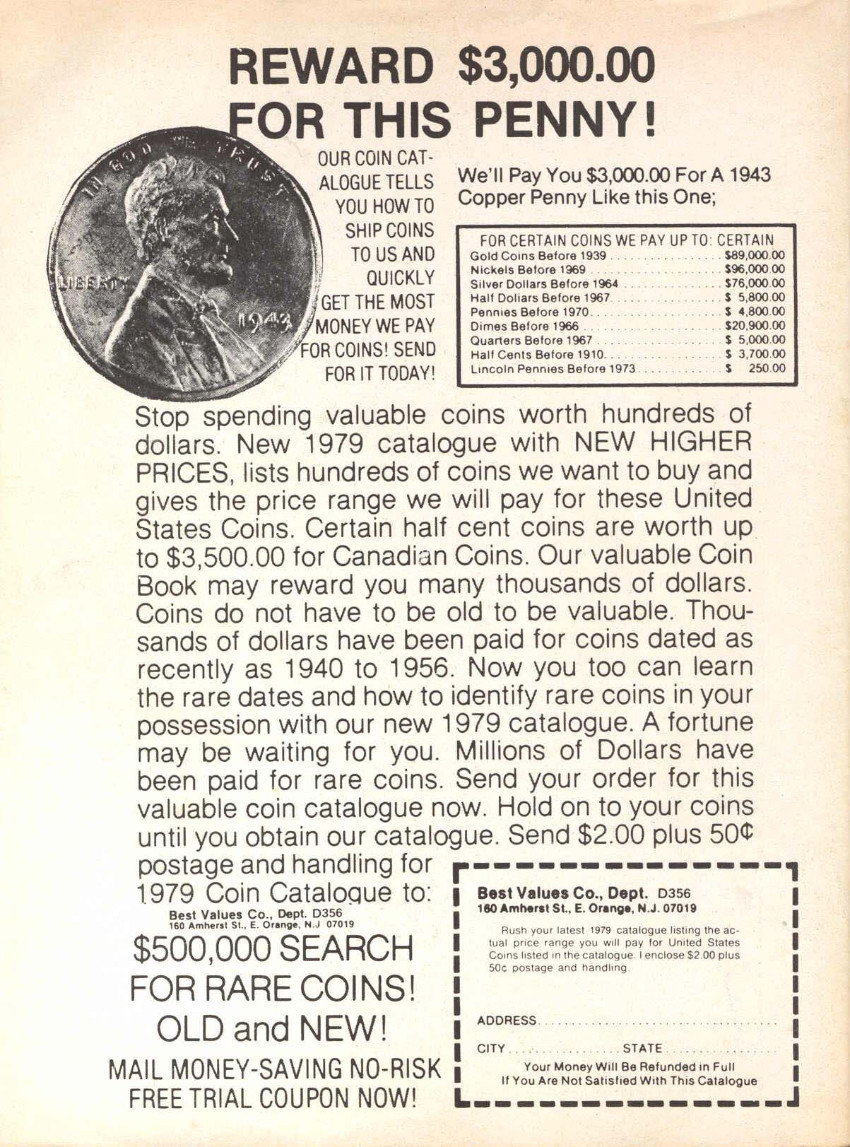 REWARD $3,000.00
FOR THIS PENNY!
IN GOD WE TRUST
LIBERTY
1943
OUR COIN CAT-
ALOGUE TELLS
YOU HOW TO
SHIP COINS
TO US AND
QUICKLY
GET THE MOST
MONEY WE PAY
FOR COINS! SEND
FOR IT TODAY!
We'll Pay You $3,000.00 For A 1943
Copper Penny Like this One;
FOR CERTAIN COINS WE PAY UP TO: CERTAIN
Gold Coins Before 1939 . . . . . . . . . . . . . . . . . $89,000.00
Nickels Before 1969 . . . . . . . . . . . . . . . . . . . . $96,000.00
Silver Dollars Before 1964 . . . . . . . . . . . . . . . $76,000.00
Half Dollars Before 1967. . . . . . . . . . . . . . . . . $ 5,800.00
Pennies Before 1970. . . . . . . . . . . . . . . . . . . . $ 4,800.00
Dimes Before 1966 . . . . . . . . . . . . . . . . . . . . . $20,900.00
Quarters Before 1967 . . . . . . . . . . . . . . . . . . . $ 5,000.00
Half Cents Before 1910. . . . . . . . . . . . . . . . . . $ 3,700.00
Lincoln Pennies Before 1973. . . . . . . . . . . . . $ 250.00
Stop spending valuable coins worth hundreds of
dollars. New 1979 catalogue with NEW HIGHER
PRICES, lists hundreds of coins we want to buy and
gives the price range we will pay for these United
States Coins. Certain half cent coins are worth up
to $3,500.00 for Canadian Coins. Our valuable Coin
Book may reward you many thousands of dollars.
Coins do not have to be old to be valuable. Thou-
sands of dollars have been paid for coins dated as
recently as 1940 to 1956. Now you too can learn
the rare dates and how to identify rare coins in your
possession with our new 1979 catalogue. A fortune
may be waiting for you. Millions of Dollars have
been paid for rare coins. Send your order for this
valuable coin catalogue now. Hold on to your coins
until you obtain our catalogue. Send $2.00 plus 50¢
postage and handling for
1979 Coin Catalogue to:
Best Values Co., Dept. D356
160 Amherst St., E. Orange, N.J 07019
$500,000 SEARCH
FOR RARE COINS!
OLD and NEW!
MAIL MONEY-SAVING NO-RISK
FREE TRIAL COUPON NOW!
Best Values Co., Dept. D356
160 Amherst St., E. Orange, N.J. 07019
Rush your latest 1979 catalogue listing the ac-
tual price range you will pay for United States
Coins listed in the catalogue. I enclose $2.00 plus
50c postage and handling.
ADDRESS. . . . . . . . . . . . . . . . . . . . . . . . . . . . . . . . .
CITY . . . . . . . . . . . . . . . STATE . . . . . . . . . . . . . . .
Your Money Will Be Refunded in Full
If You Are Not Satisfied With This Catalogue